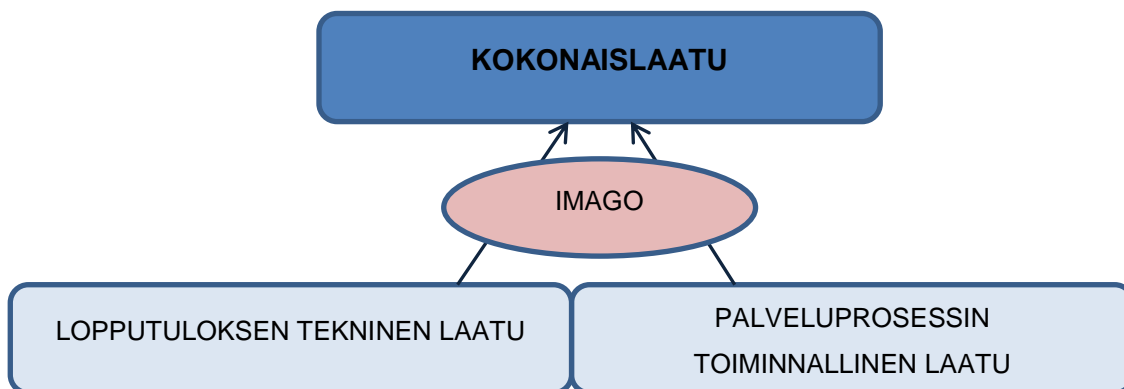 KOKONAISLAATU
IMAGO
LOPPUTULOKSEN TEKNINEN LAATU
PALVELUPROSESSIN
TOIMINNALLINEN LAATU